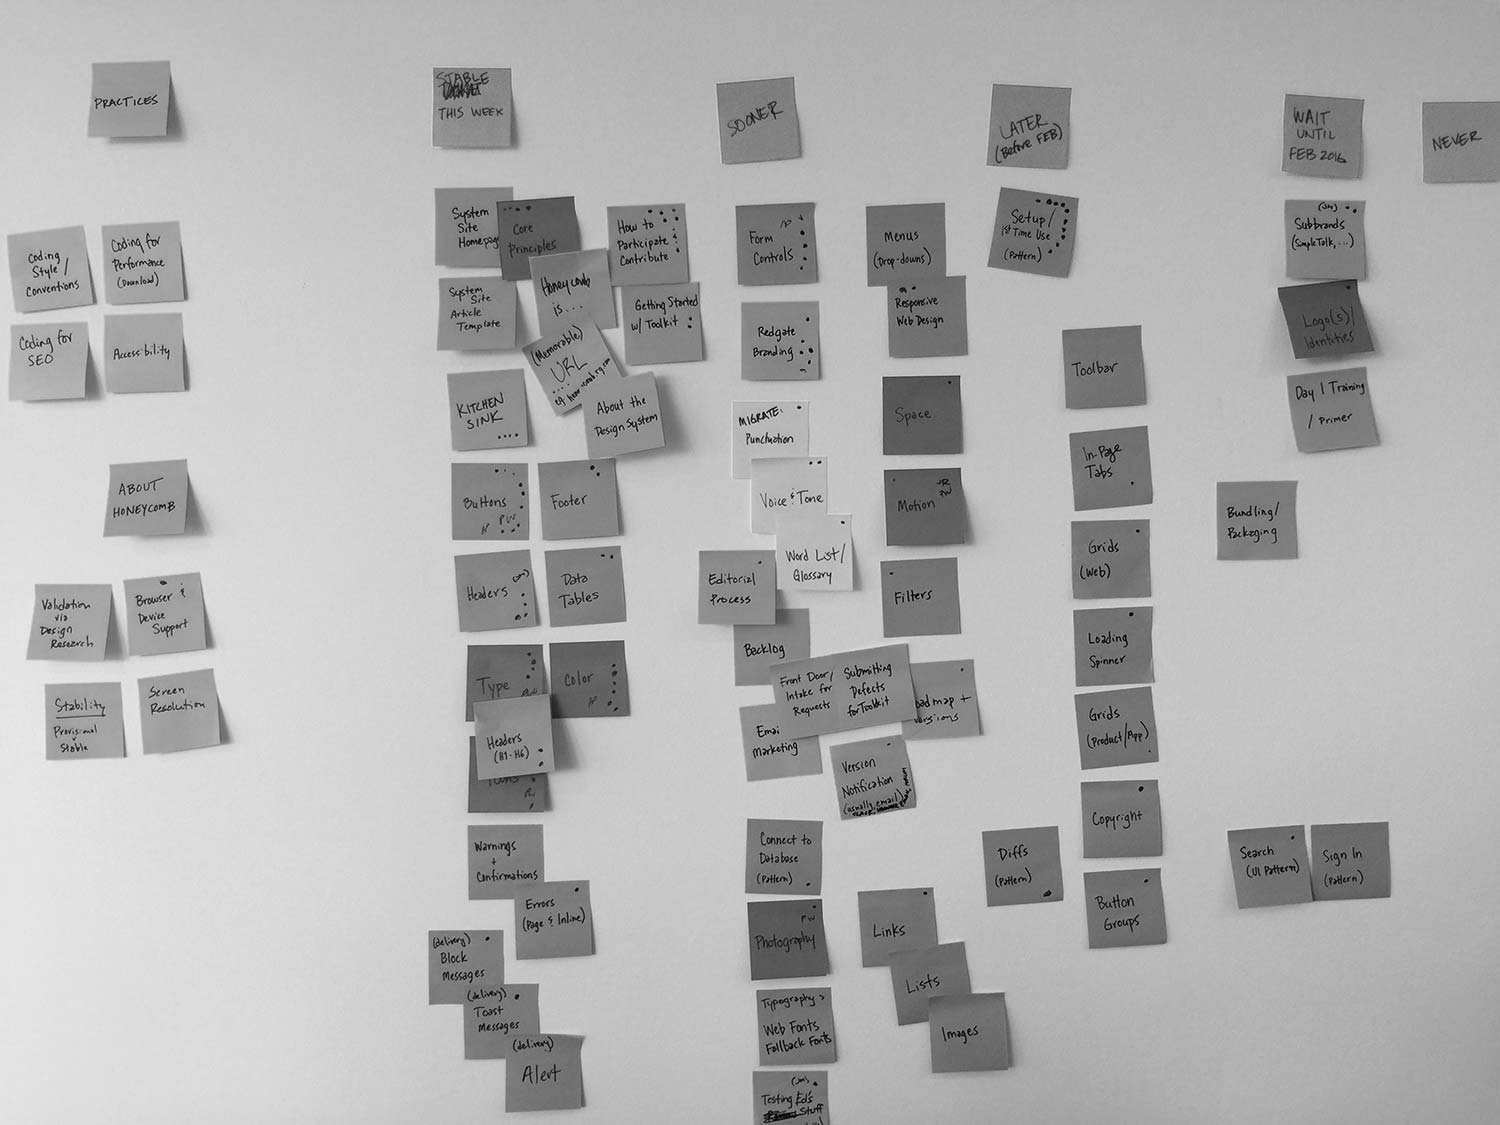 PRACTICES
Coding
Style/
Conventions
Coding for
Performance
(Download)
Coding for
SEO
Accessibility
ABOUT
HONEYCOMB
Validation
via
Design
Research
Browser &
Device
Support
Stability
Provisional
Stable
Screen
Resolution
STABLE
THIS WEEK
System
Site
Homepag
Core
Principles
How to
Participate
Contribute
System
Site
Article
Template
Honeycomb
is...
Getting Started
w/ Toolkit
(Memorable)
URL
KITCHEN
SINK
About the
Design System
Buttons
PW
Footer
Headers
Data
Tables
Type
Color
Headers
(H1-H6)
PW
Warnings
+
Confirmations
Errors
(Page & Inline)
(delivery)
Block
Messages
(delivery)
Toast
Messages
(delivery)
Alert
SOONER
Form
Controls
Menus
(Drop-downs)
Redgate
Branding
Responsive
Web Design
MIGRATE:
Punctuation
Space
Voice & Tone
Motion
PW
Word List/
Glossary
Editorial
Process
Filters
Backlog
Front Door/
Intake for
Requests
Submitting
Defects
for Toolkit
oadmap +
versions
Emai
Marketing
Version
Notification
(usually, email)
Connect to
Database
(Pattern)
Photography
PW
Links
Lists
Typography >
Web Fonts
Fallback Fonts
Images
Testing Ed's
Stuff
LATER
(Before FEB)
Setup/
1st Time Use
(Pattern)
Toolbar
In-Page
Tabs
Grids
(Web)
Loading
Spinner
Grids
(Product/App)
Copyright
Diffs
(Pattern)
Button
Groups
WAIT
UNTIL
FEB 2016
Subbrands
(SimpleTalk, ...)
Logo(s)/
Identities
Day 1 Training
/ Primer
Bundling/
Packaging
Search
(UI Pattern)
Sign In
(Pattern)
NEVER